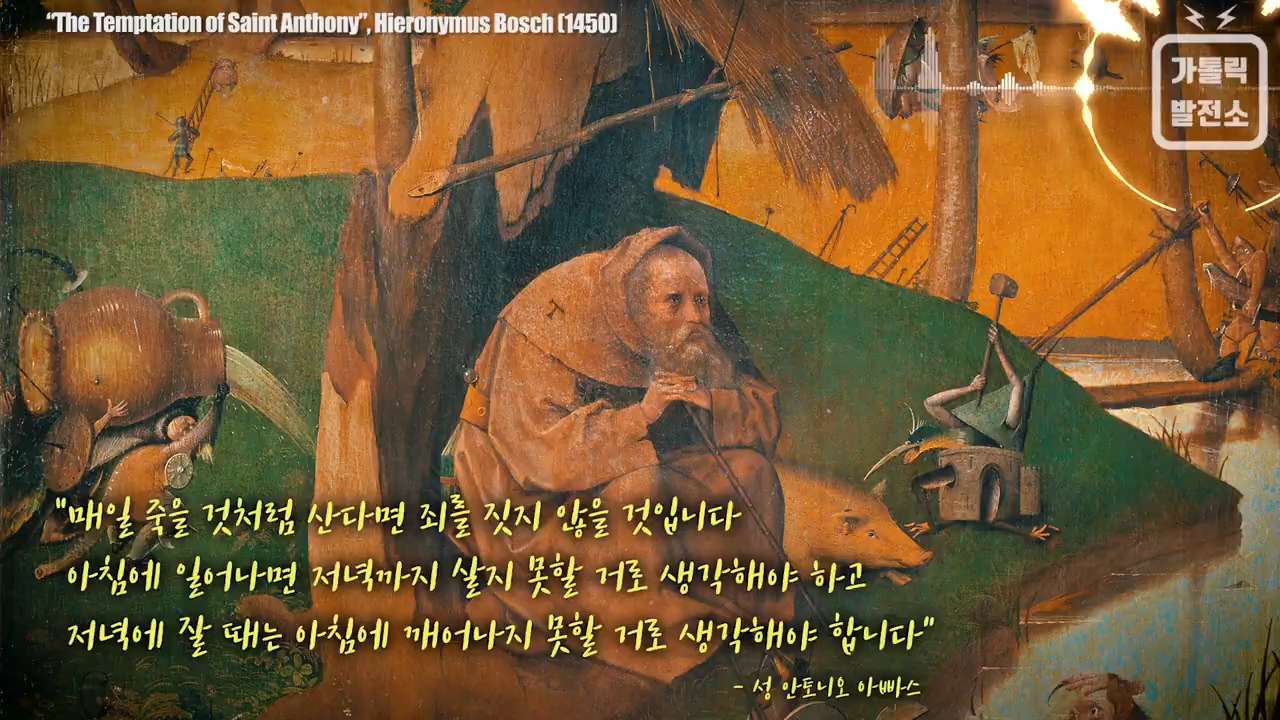 “The Temptation of Saint Anthony”, Hieronymus Bosch (1450)
가톨릭
발전소
"매일 죽을 것처럼 산다면 죄를 짓지 않을 것입니다
아침에 일어나면 저녁까지 살지 못할 거로 생각해야 하고
저녁에 잘 때는 아침에 깨어나지 못할 거로 생각해야 합니다"
- 성 안토니오 아빠스